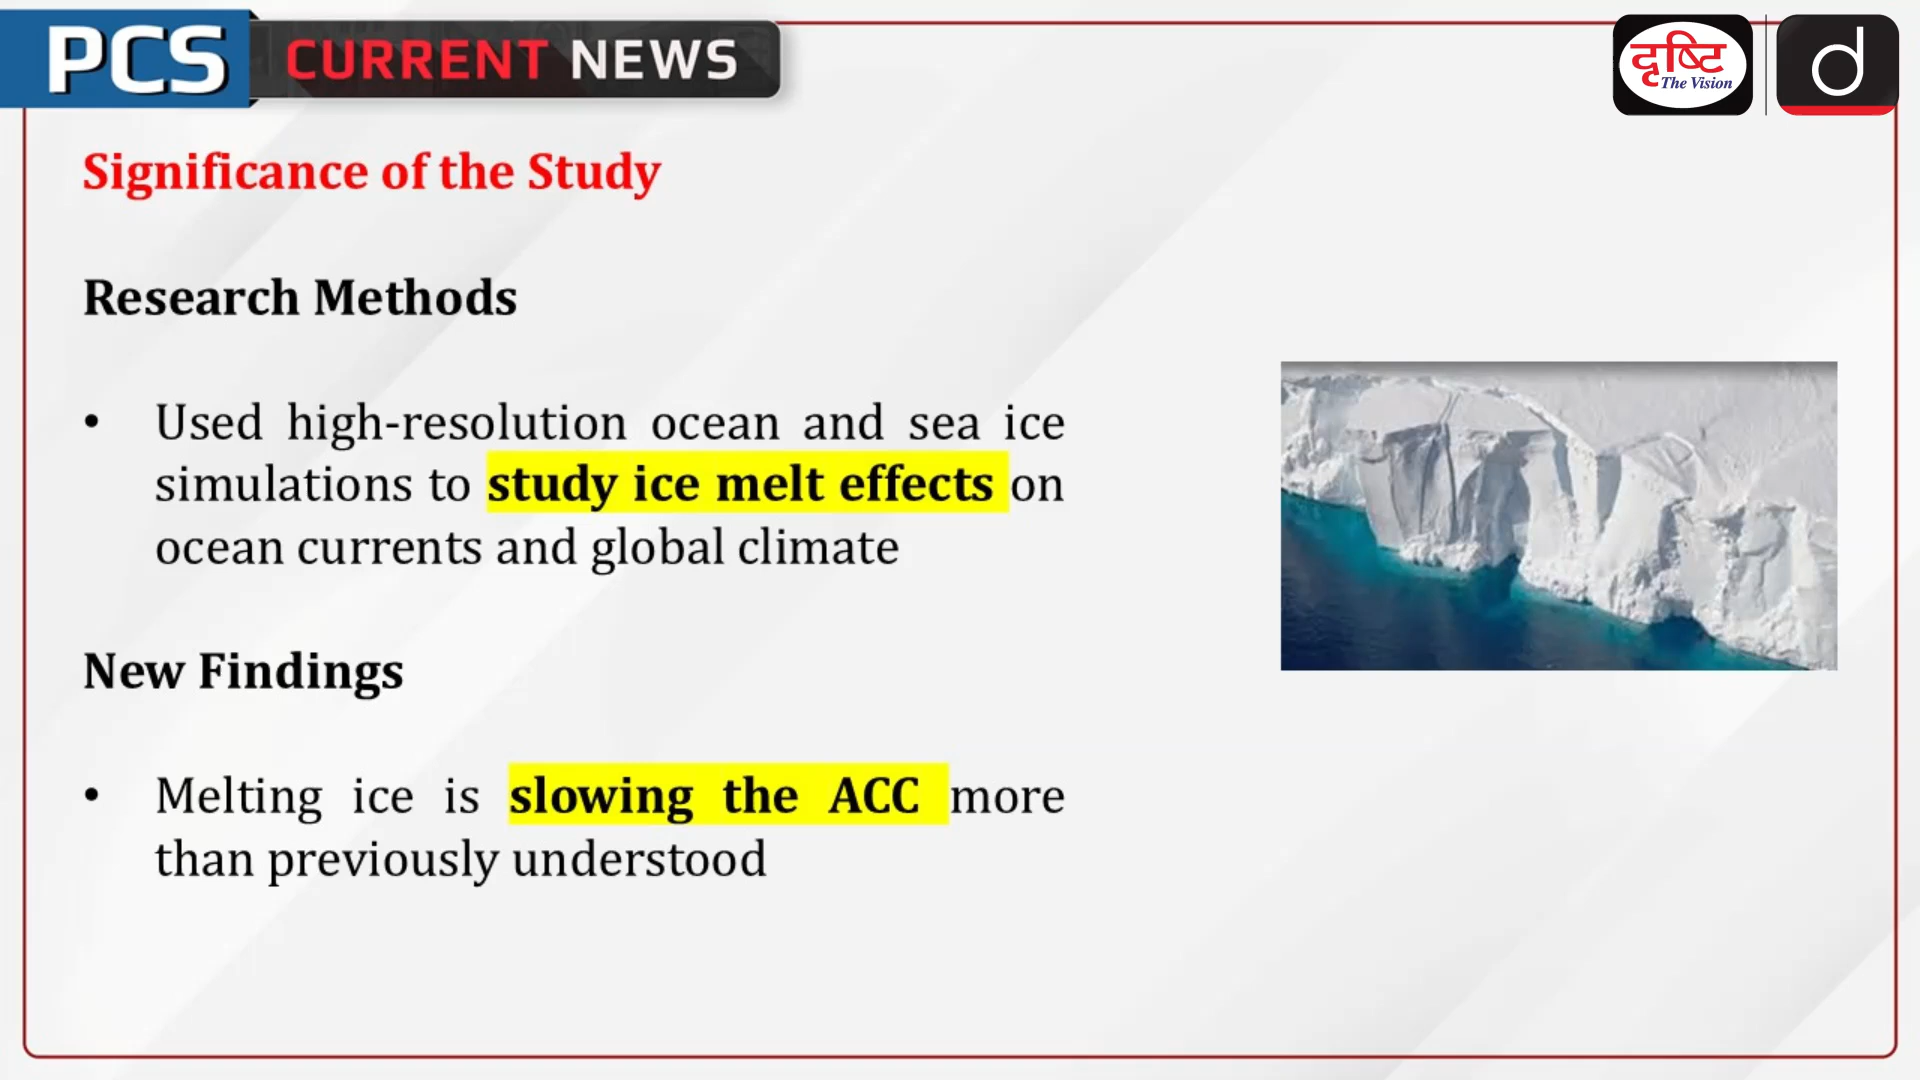 PCS CURRENT NEWS
दृष्टि
The Vision
d
Significance of the Study
Research Methods
• Used high-resolution ocean and sea ice
simulations to study ice melt effects on
ocean currents and global climate
New Findings
• Melting ice is slowing the ACC more
than previously understood